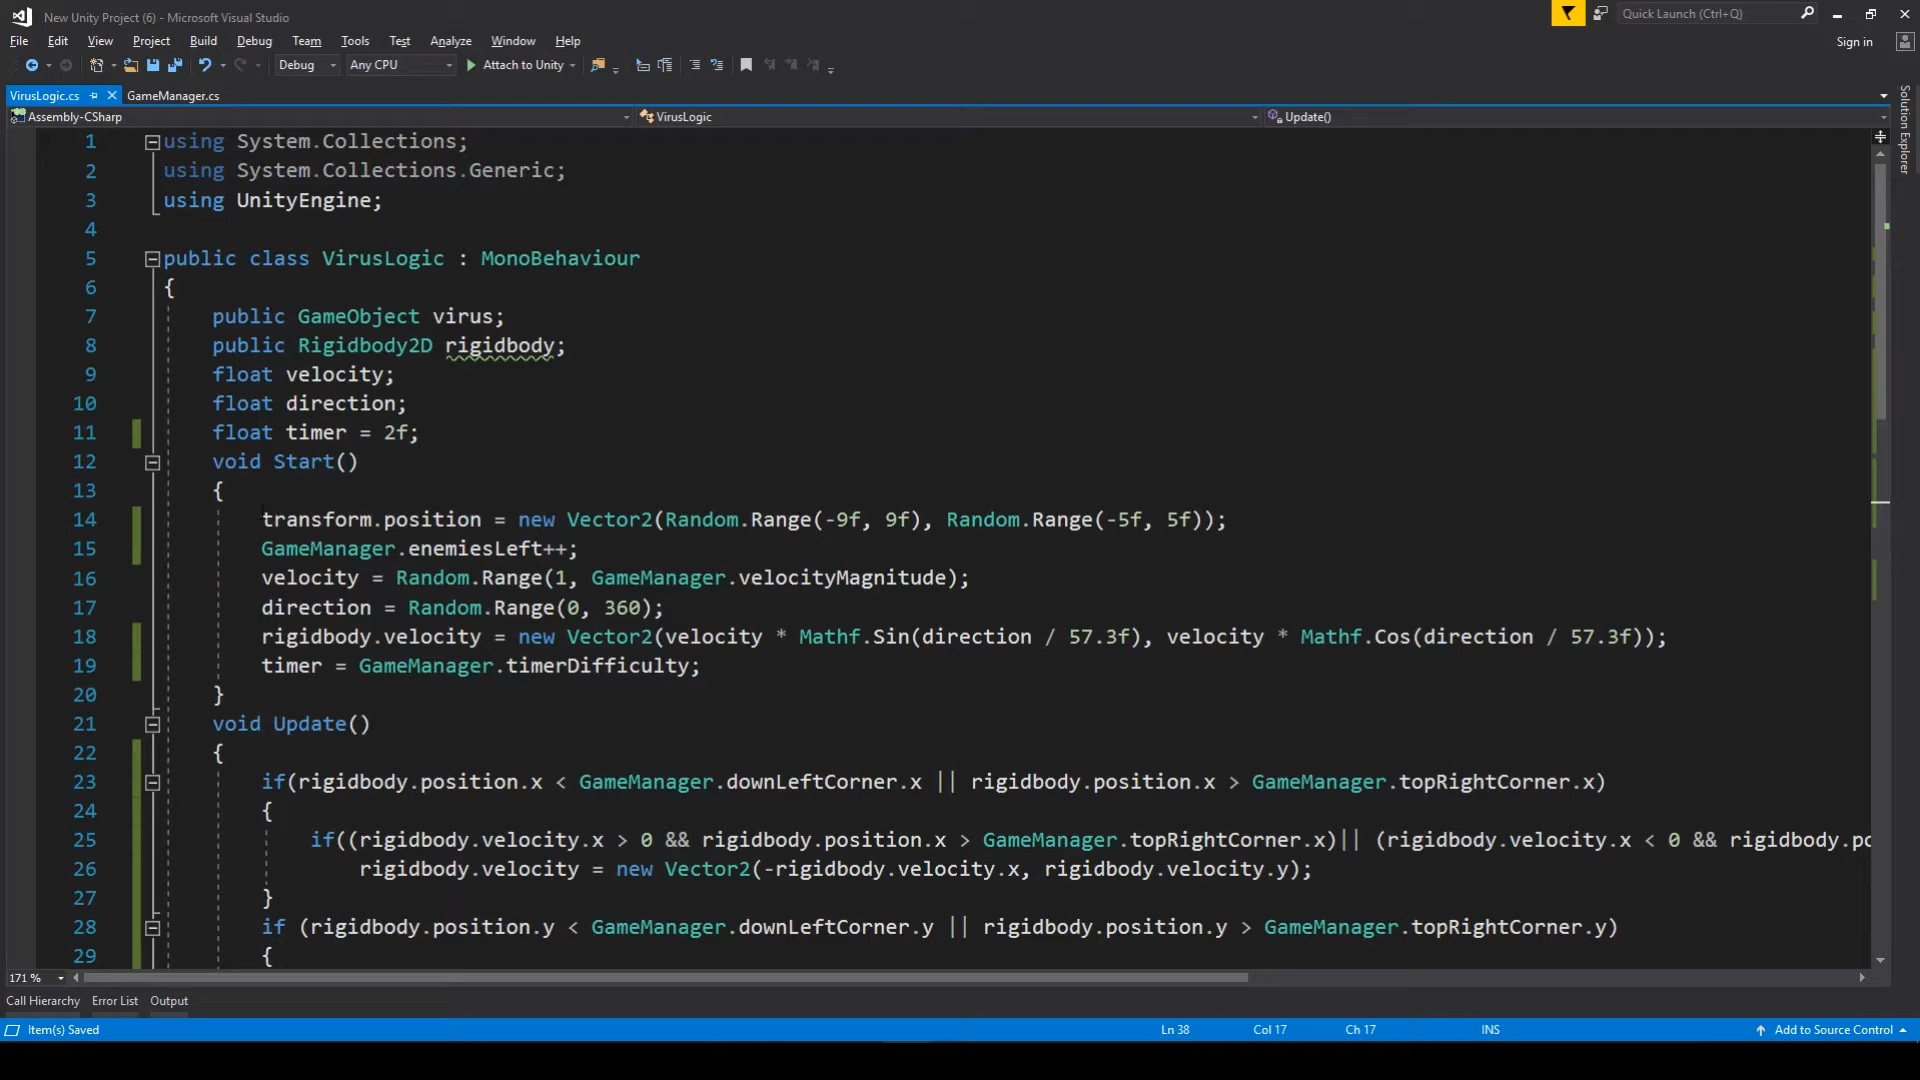 New Unity Project (6) - Microsoft Visual Studio
Quick Launch (Ctrl+Q)
File Edit View Project Build Debug Team Tools Test Analyze Window Help
Sign in
Debug Any CPU Attach to Unity
VirusLogic.cs GameManager.cs
Assembly-CSharp VirusLogic Update()
Solution Explorer
1 using System.Collections;
2 using System.Collections.Generic;
3 using UnityEngine;
4
5 public class VirusLogic : MonoBehaviour
6 {
7 public GameObject virus;
8 public Rigidbody2D rigidbody;
9 float velocity;
10 float direction;
11 float timer = 2f;
12 void Start()
13 {
14 transform.position = new Vector2(Random.Range(-9f, 9f), Random.Range(-5f, 5f));
15 GameManager.enemiesLeft++;
16 velocity = Random.Range(1, GameManager.velocityMagnitude);
17 direction = Random.Range(0, 360);
18 rigidbody.velocity = new Vector2(velocity * Mathf.Sin(direction / 57.3f), velocity * Mathf.Cos(direction / 57.3f));
19 timer = GameManager.timerDifficulty;
20 }
21 void Update()
22 {
23 if(rigidbody.position.x < GameManager.downLeftCorner.x || rigidbody.position.x > GameManager.topRightCorner.x)
24 {
25 if((rigidbody.velocity.x > 0 && rigidbody.position.x > GameManager.topRightCorner.x)|| (rigidbody.velocity.x < 0 && rigidbody.po
26 rigidbody.velocity = new Vector2(-rigidbody.velocity.x, rigidbody.velocity.y);
27 }
28 if (rigidbody.position.y < GameManager.downLeftCorner.y || rigidbody.position.y > GameManager.topRightCorner.y)
29 {
171 %
Call Hierarchy Error List Output
Item(s) Saved Ln 38 Col 17 Ch 17 INS Add to Source Control